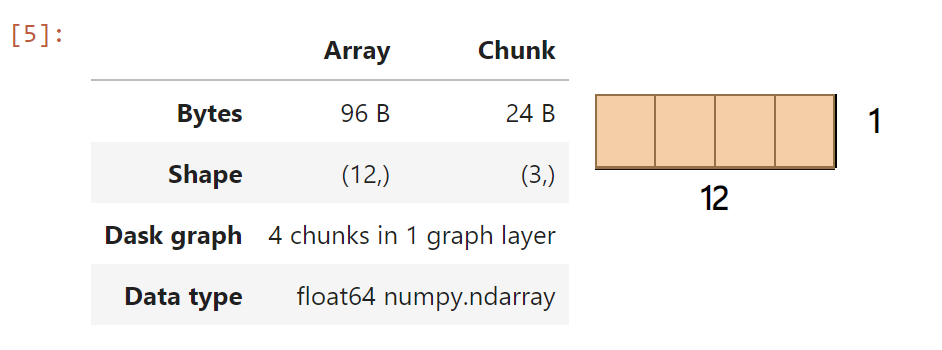 [5]:
Array Chunk
Bytes 96 B 24 B
Shape (12,) (3,)
Dask graph 4 chunks in 1 graph layer
Data type float64 numpy.ndarray
1
12